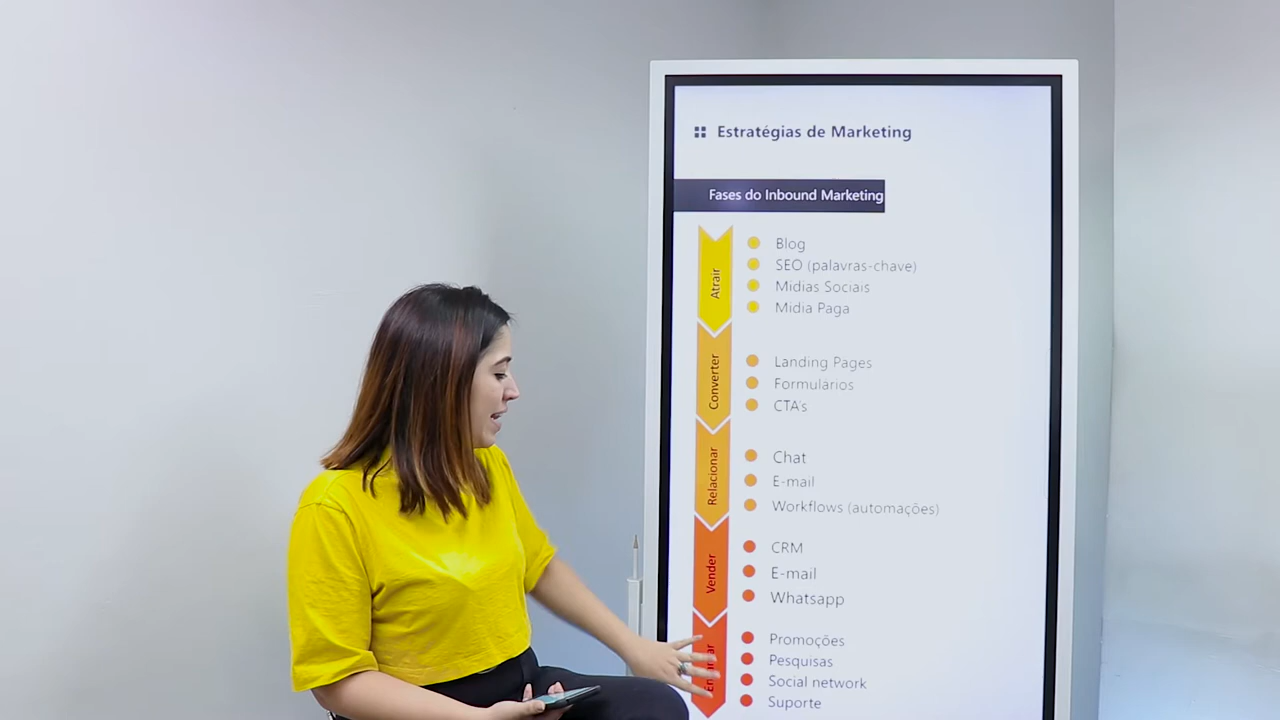 Estratégias de Marketing
Fases do Inbound Marketing
Atrair
Blog
SEO (palavras-chave)
Midias Sociais
Midia Paga
Converter
Landing Pages
Formulários
CTA's
Relacionar
Chat
E-mail
Workflows (automações)
Vender
CRM
E-mail
Whatsapp
Promoções
Pesquisas
Social network
Suporte